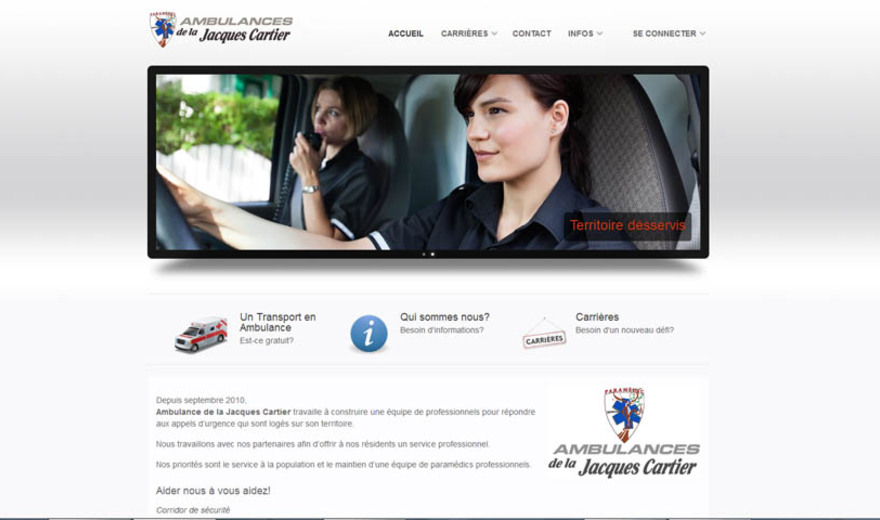 PARAMEDIC
AMBULANCES
de la Jacques Cartier
ACCUEIL CARRIÈRES CONTACT INFOS SE CONNECTER
Territoire desservis
Un Transport en
Ambulance
Est-ce gratuit?
Qui sommes nous?
Besoin d'informations?
CARRIÈRES
Carrières
Besoin d'un nouveau défi?
Depuis septembre 2010,
Ambulance de la Jacques Cartier travaille à construire une équipe de professionnels pour répondre
aux appels d'urgence qui sont logés sur son territoire.
Nous travaillons avec nos partenaires afin d'offrir à nos résidents un service professionnel.
Nos priorités sont le service à la population et le maintien d'une équipe de paramédics professionnels.
Aider nous à vous aidez!
Corridor de sécurité
PARAMEDIC
AMBULANCES
de la Jacques Cartier